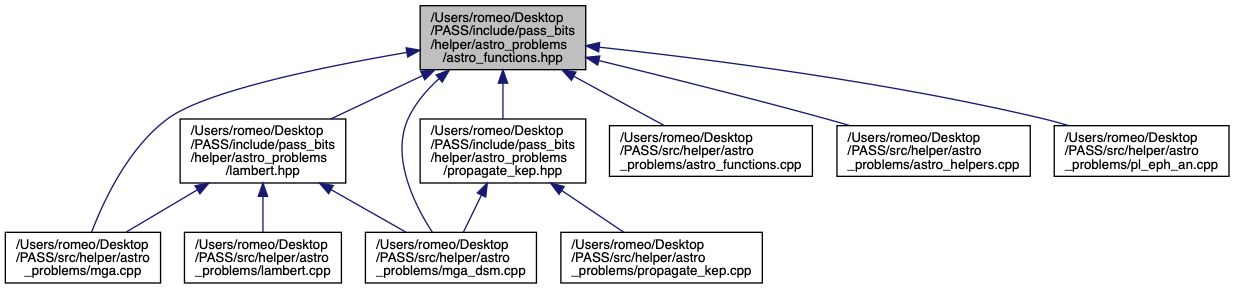 /Users/romeo/Desktop
/PASS/include/pass_bits
/helper/astro_problems
/astro_functions.hpp
/Users/romeo/Desktop
/PASS/include/pass_bits
/helper/astro_problems
/lambert.hpp
/Users/romeo/Desktop
/PASS/include/pass_bits
/helper/astro_problems
/propagate_kep.hpp
/Users/romeo/Desktop
/PASS/src/helper/astro
_problems/astro_functions.cpp
/Users/romeo/Desktop
/PASS/src/helper/astro
_problems/astro_helpers.cpp
/Users/romeo/Desktop
/PASS/src/helper/astro
_problems/pl_eph_an.cpp
/Users/romeo/Desktop
/PASS/src/helper/astro
_problems/mga.cpp
/Users/romeo/Desktop
/PASS/src/helper/astro
_problems/lambert.cpp
/Users/romeo/Desktop
/PASS/src/helper/astro
_problems/mga_dsm.cpp
/Users/romeo/Desktop
/PASS/src/helper/astro
_problems/propagate_kep.cpp